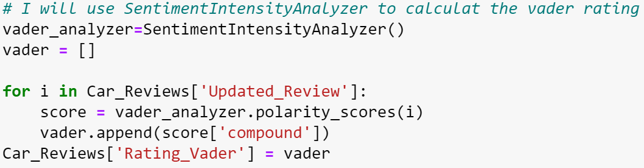 # I will use SentimentIntensityAnalyzer to calculat the vader rating
vader_analyzer=SentimentIntensityAnalyzer()
vader = []
for i in Car_Reviews['Updated_Review']:
    score = vader_analyzer.polarity_scores(i)
    vader.append(score['compound'])
Car_Reviews['Rating_Vader'] = vader